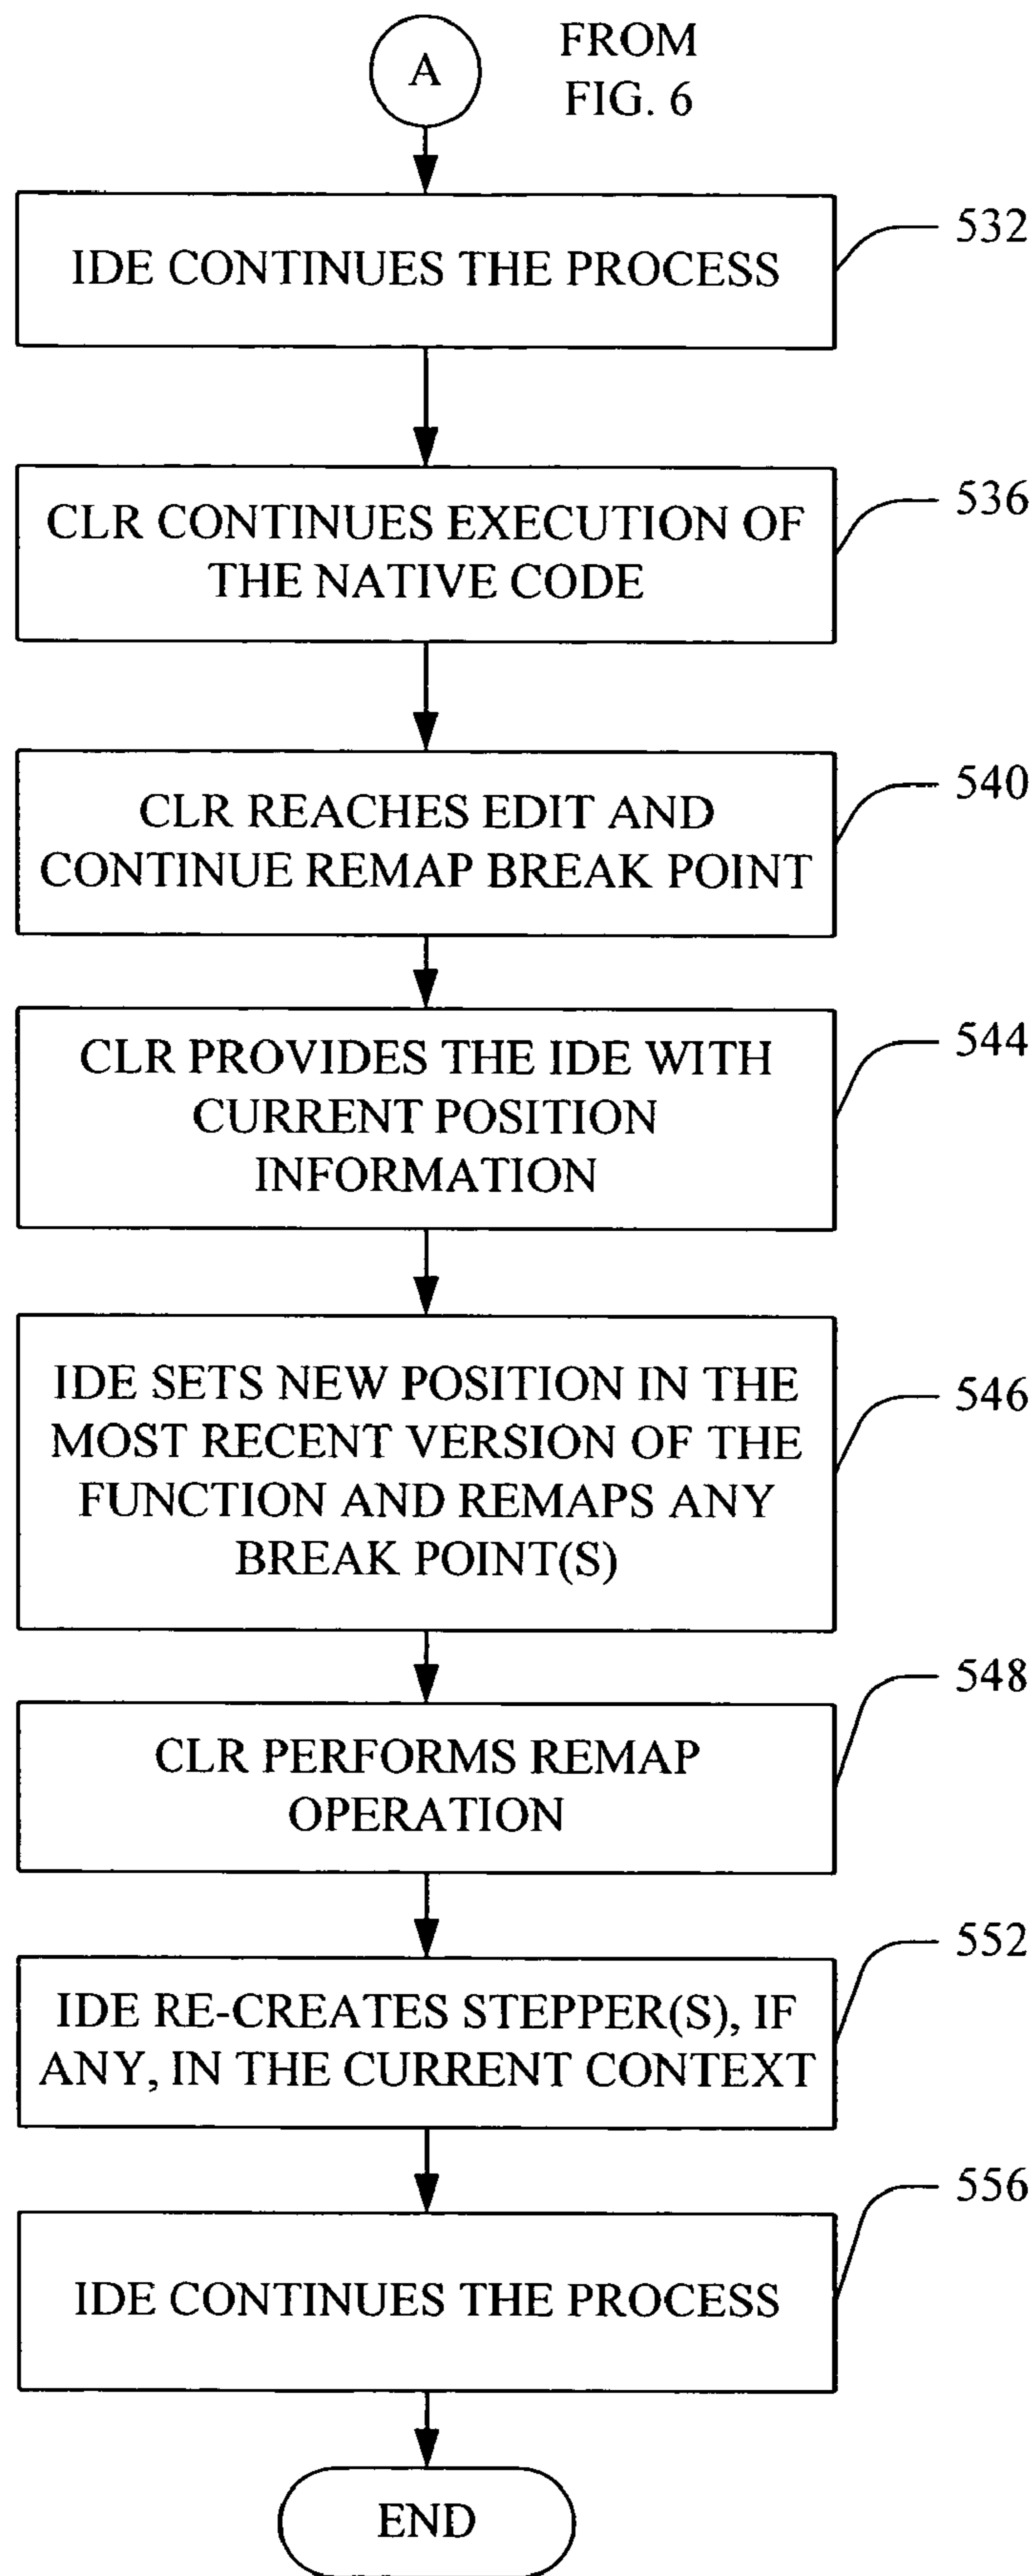 A
FROM
FIG. 6
IDE CONTINUES THE PROCESS
532
CLR CONTINUES EXECUTION OF
THE NATIVE CODE
536
CLR REACHES EDIT AND
CONTINUE REMAP BREAK POINT
540
CLR PROVIDES THE IDE WITH
CURRENT POSITION
INFORMATION
544
IDE SETS NEW POSITION IN THE
MOST RECENT VERSION OF THE
FUNCTION AND REMAPS ANY
BREAK POINT(S)
546
CLR PERFORMS REMAP
OPERATION
548
IDE RE-CREATES STEPPER(S), IF
ANY, IN THE CURRENT CONTEXT
552
IDE CONTINUES THE PROCESS
556
END